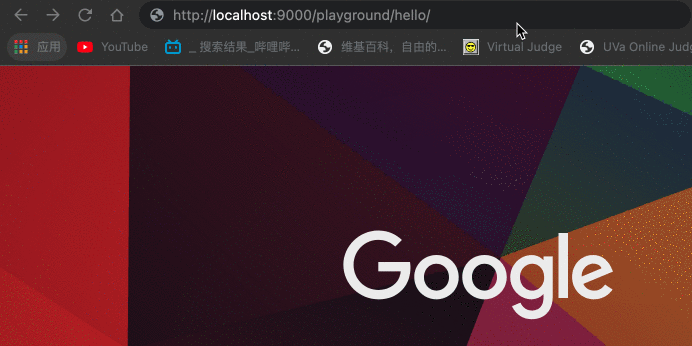 http://localhost:9000/playground/hello/
应用 YouTube _ 搜索结果_哔哩哔... 维基百科，自由的... Virtual Judge UVa Online Judg
Google